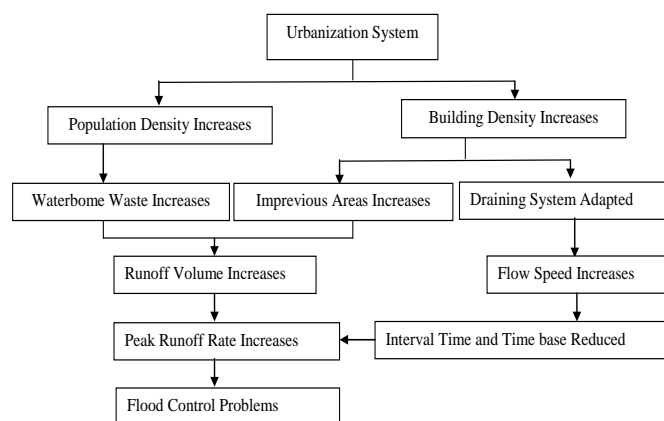 Urbanization System
Population Density Increases
Building Density Increases
Waterbome Waste Increases
Imprevious Areas Increases
Draining System Adapted
Runoff Volume Increases
Flow Speed Increases
Peak Runoff Rate Increases
Interval Time and Time base Reduced
Flood Control Problems